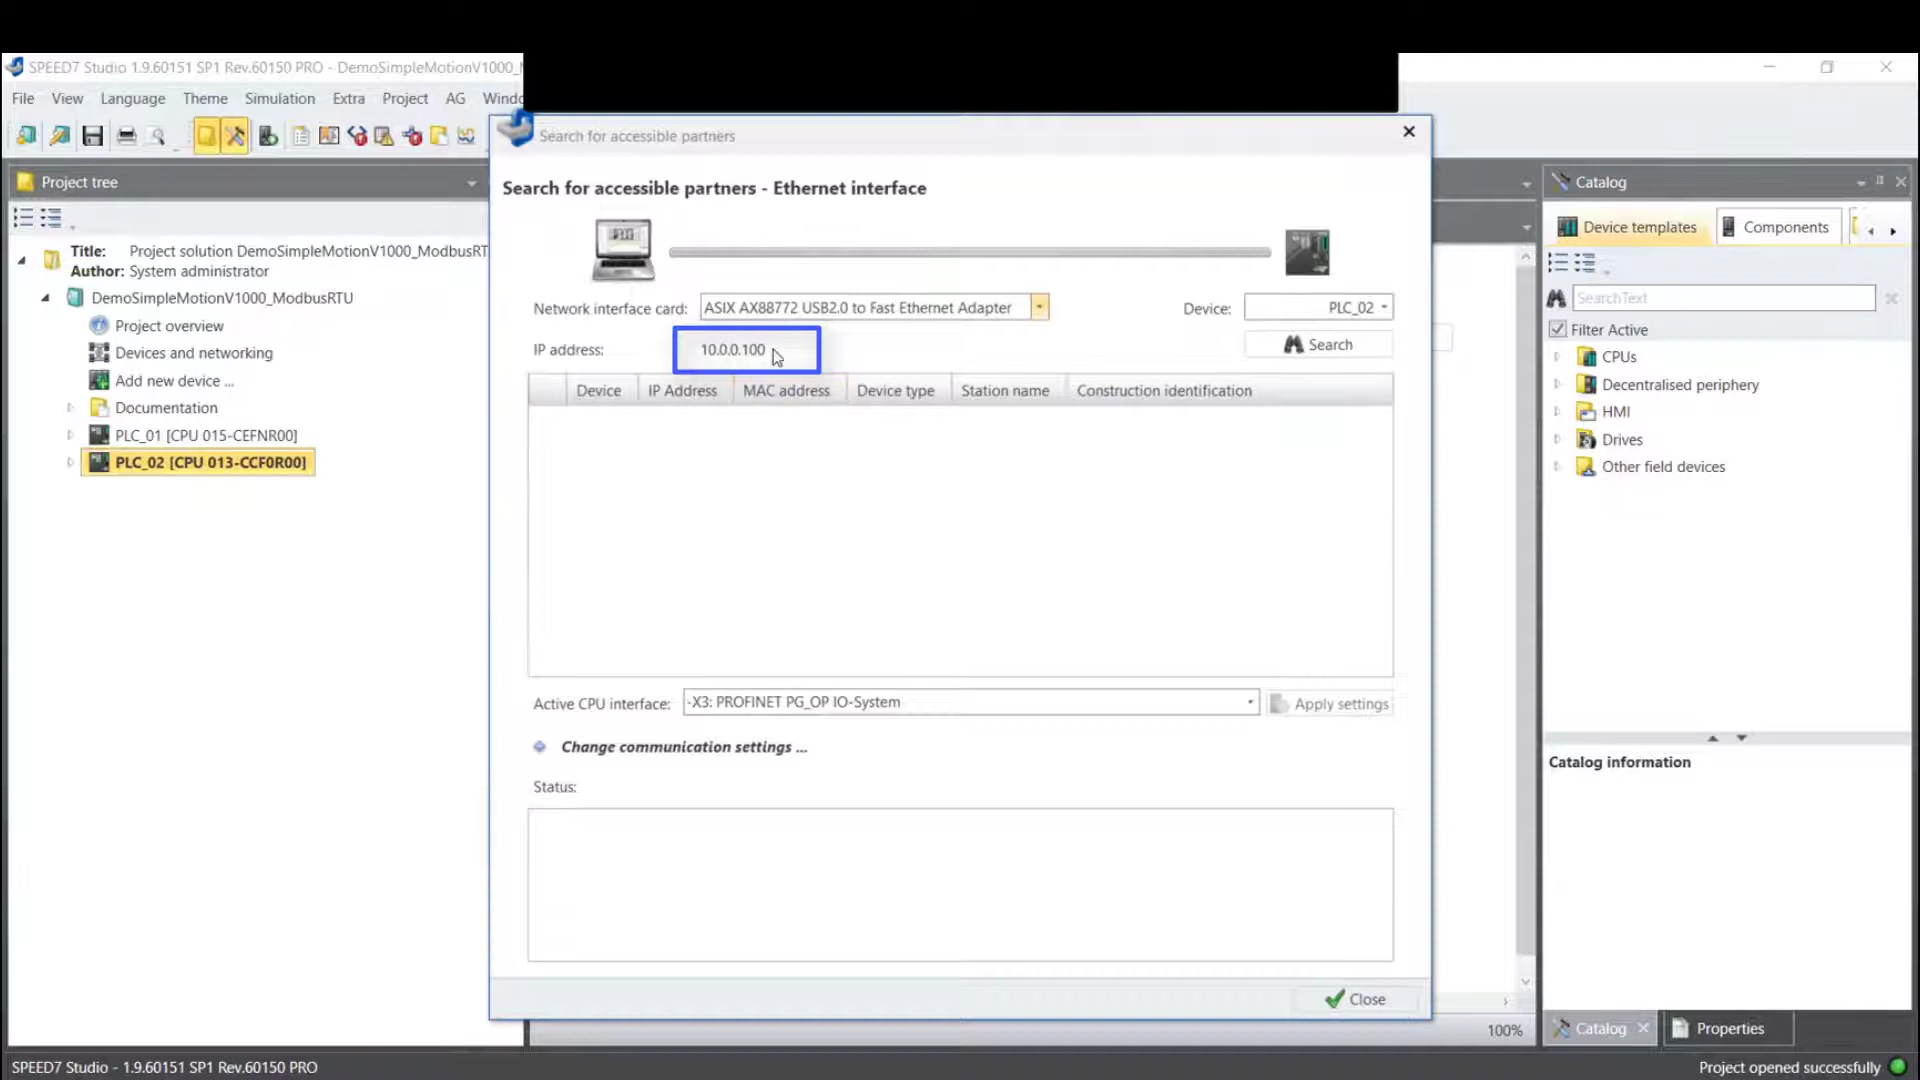 SPEED7 Studio 1.9.60151 SP1 Rev.60150 PRO - DemoSimpleMotionV1000_
File View Language Theme Simulation Extra Project AG
Project tree
Title: Project solution DemoSimpleMotionV1000_ModbusRT
Author: System administrator
DemoSimpleMotionV1000_ModbusRTU
Project overview
Devices and networking
Add new device ...
Documentation
PLC_01 [CPU 015-CEFNR00]
PLC_02 [CPU 013-CCF0R00]
Search for accessible partners
Search for accessible partners - Ethernet interface
Network interface card: ASIX AX88772 USB2.0 to Fast Ethernet Adapter Device: PLC_02
IP address: 10.0.0.100 Search
Device IP Address MAC address Device type Station name Construction identification
Active CPU interface: -X3: PROFINET PG_OP IO-System Apply settings
Change communication settings ...
Status:
Close
100%
Catalog
Device templates Components
SearchText
Filter Active
CPUs
Decentralised periphery
HMI
Drives
Other field devices
Catalog information
Catalog Properties
SPEED7 Studio - 1.9.60151 SP1 Rev.60150 PRO Project opened successfully